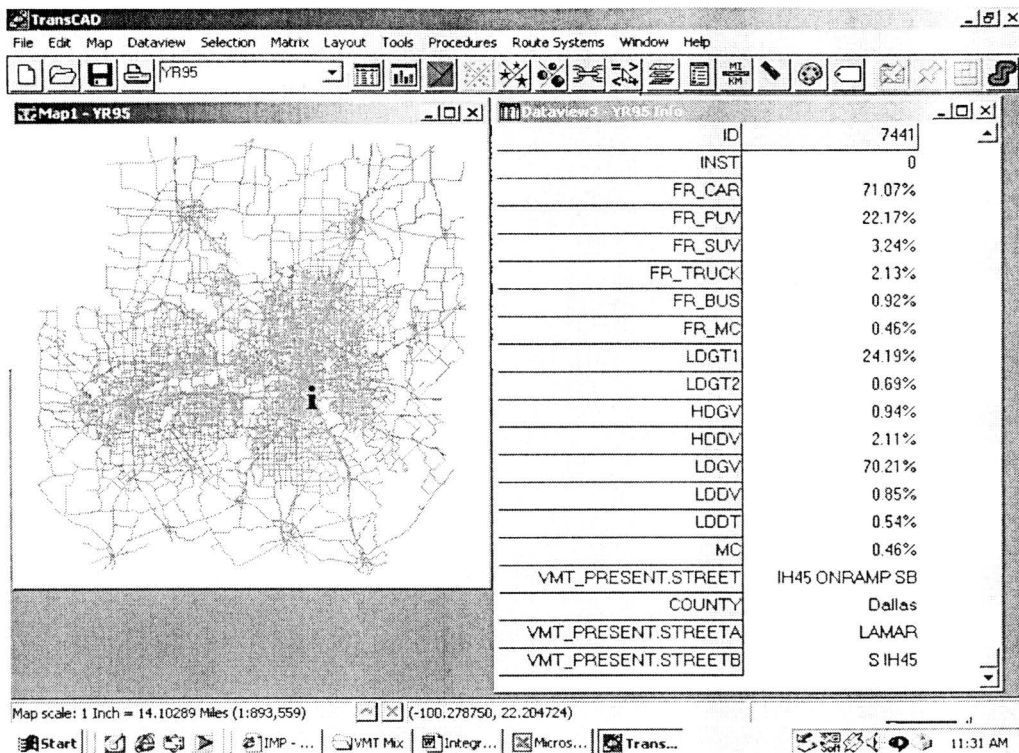 TransCAD
File Edit Map Dataview Selection Matrix Layout Tools Procedures Route Systems Window Help
YR95
MI
KM
Map1 - YR95
Dataview3 - YR95 Info
ID 7441
INST 0
FR_CAR 71.07%
FR_PUV 22.17%
FR_SUV 3.24%
FR_TRUCK 2.13%
FR_BUS 0.92%
FR_MC 0.46%
LDGT1 24.19%
LDGT2 0.69%
HDGV 0.94%
HDDV 2.11%
LDGV 70.21%
LDDV 0.85%
LDDT 0.54%
MC 0.46%
VMT_PRESENT.STREET IH45 ONRAMP SB
COUNTY Dallas
VMT_PRESENT.STREETA LAMAR
VMT_PRESENT.STREETB S IH45
i
Map scale: 1 Inch = 14.10289 Miles (1:893,559) (-100.278750, 22.204724)
Start IMP - ... VMT Mix Integr... Micros... Trans... 11:31 AM